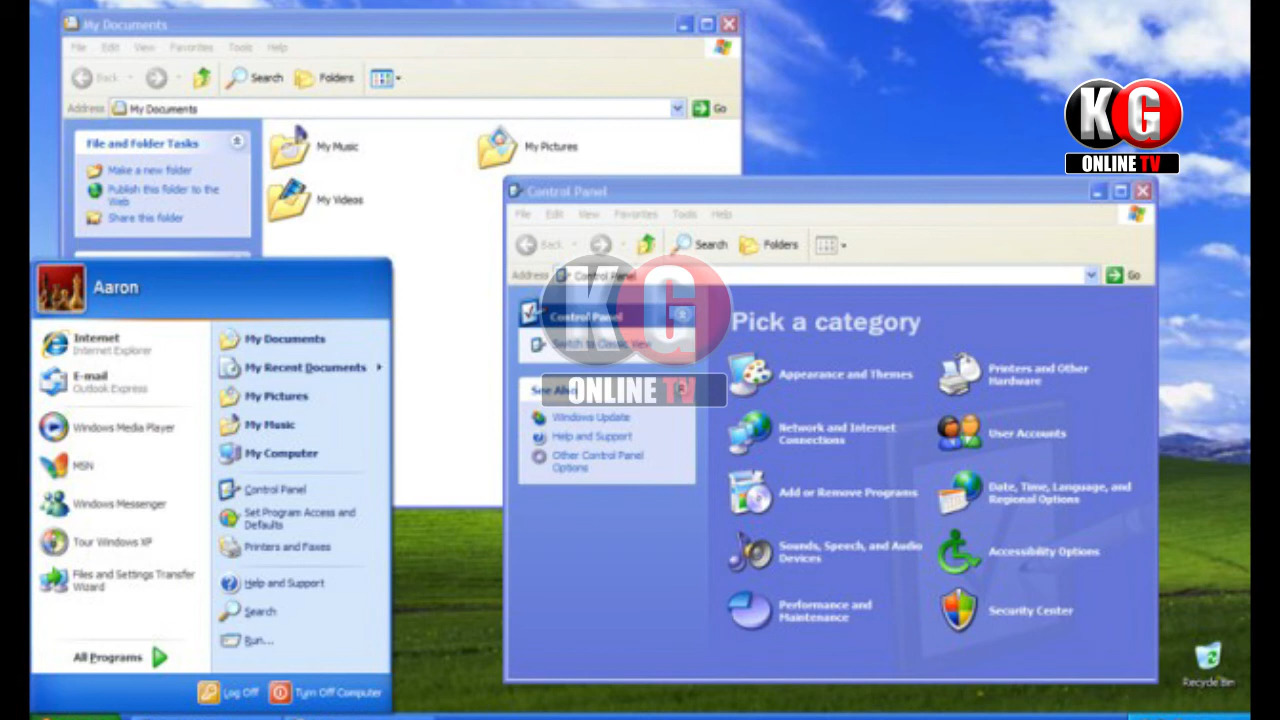 My Documents
File Edit View Favorites Tools Help
Back Search Folders
Address My Documents Go
File and Folder Tasks
Make a new folder
Publish this folder to the
Web
Share this folder
My Music
My Pictures
My Videos
KG
ONLINE TV
Control Panel
File Edit View Favorites Tools Help
Back Search Folders
Address Control Panel Go
Control Panel
Switch to Classic View
See Also
Windows Update
Help and Support
Other Control Panel
Options
KG
ONLINE TV
Pick a category
Appearance and Themes
Printers and Other
Hardware
Network and Internet
Connections
User Accounts
Add or Remove Programs
Date, Time, Language, and
Regional Options
Sounds, Speech, and Audio
Devices
Accessibility Options
Performance and
Maintenance
Security Center
Aaron
Internet
Internet Explorer
E-mail
Outlook Express
Windows Media Player
MSN
Windows Messenger
Tour Windows XP
Files and Settings Transfer
Wizard
All Programs
My Documents
My Recent Documents
My Pictures
My Music
My Computer
Control Panel
Set Program Access and
Defaults
Printers and Faxes
Help and Support
Search
Run...
Log Off Turn Off Computer
Recycle Bin